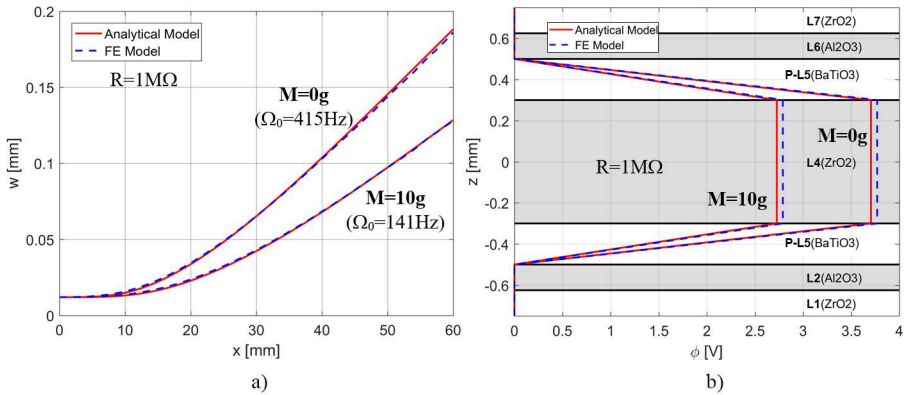 Analytical Model
FE Model
R=1MΩ
M=0g
(Ω₀=415Hz)
M=10g
(Ω₀=141Hz)
w [mm]
0.2
0.15
0.1
0.05
0
0 10 20 30 40 50 60
x [mm]
a)
Analytical Model
FE Model
L7(ZrO2)
L6(Al2O3)
P-L5(BaTiO3)
M=0g
L4(ZrO2)
R=1MΩ
M=10g
P-L5(BaTiO3)
L2(Al2O3)
L1(ZrO2)
z [mm]
0.6
0.4
0.2
0
-0.2
-0.4
-0.6
0 0.5 1 1.5 2 2.5 3 3.5 4
ϕ [V]
b)